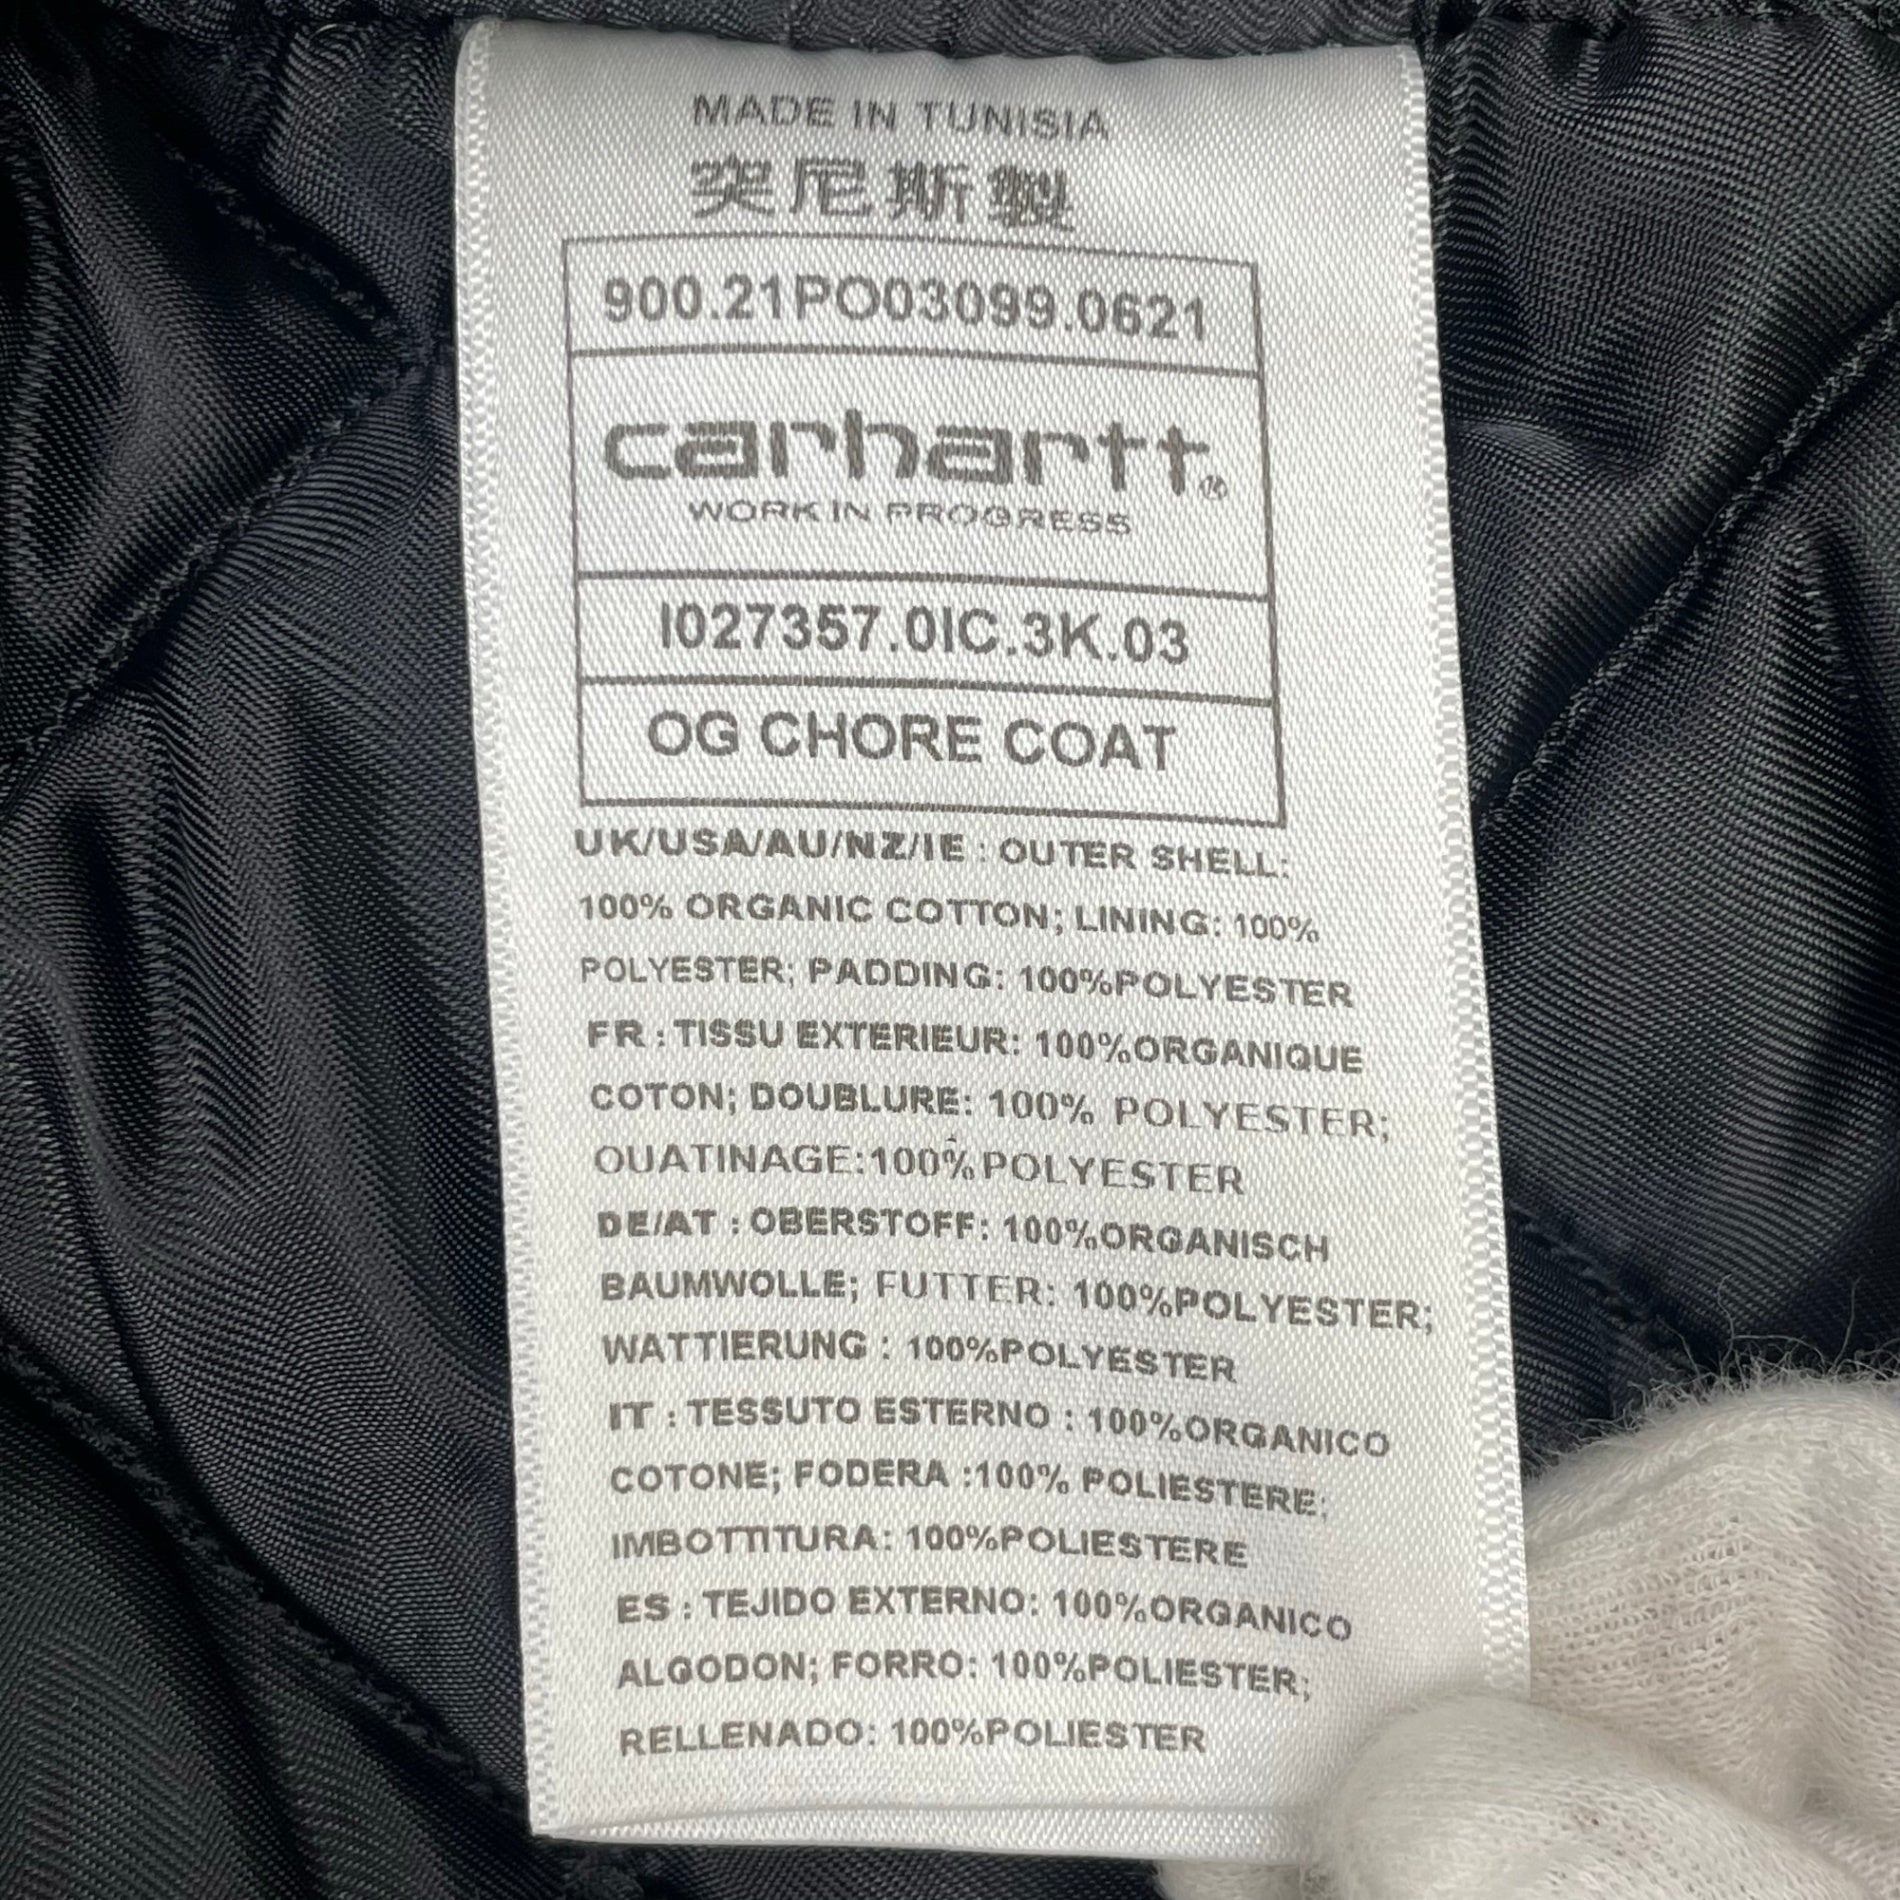 MADE IN TUNISIA
突尼斯製
900.21PO03099.0621
carhartt®
WORK IN PROGRESS
I027357.0IC.3K.03
OG CHORE COAT
UK/USA/AU/NZ/IE : OUTER SHELL:
100% ORGANIC COTTON; LINING: 100%
POLYESTER; PADDING: 100%POLYESTER
FR : TISSU EXTERIEUR: 100%ORGANIQUE
COTON; DOUBLURE: 100% POLYESTER;
OUATINAGE:100%POLYESTER
DE/AT : OBERSTOFF: 100%ORGANISCH
BAUMWOLLE; FUTTER: 100%POLYESTER;
WATTIERUNG : 100%POLYESTER
IT : TESSUTO ESTERNO : 100%ORGANICO
COTONE; FODERA :100% POLIESTERE;
IMBOTTITURA: 100%POLIESTERE
ES : TEJIDO EXTERNO: 100%ORGANICO
ALGODON; FORRO: 100%POLIESTER;
RELLENADO: 100%POLIESTER